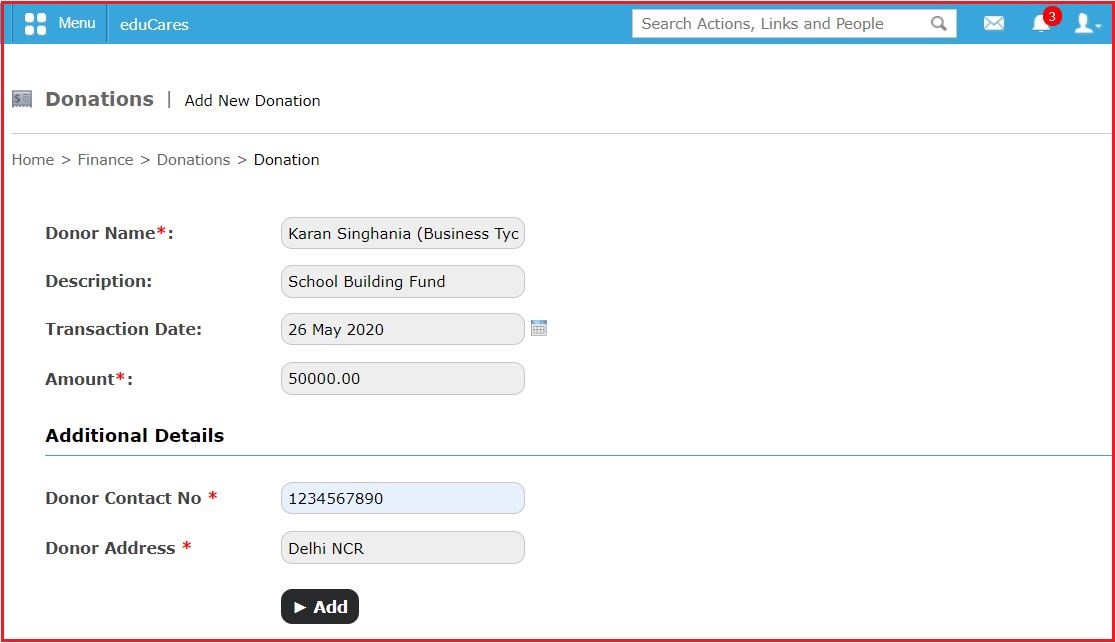 Menu eduCares Search Actions, Links and People 3
Donations | Add New Donation
Home > Finance > Donations > Donation
Donor Name*: Karan Singhania (Business Tyc
Description: School Building Fund
Transaction Date: 26 May 2020
Amount*: 50000.00
Additional Details
Donor Contact No * 1234567890
Donor Address * Delhi NCR
► Add